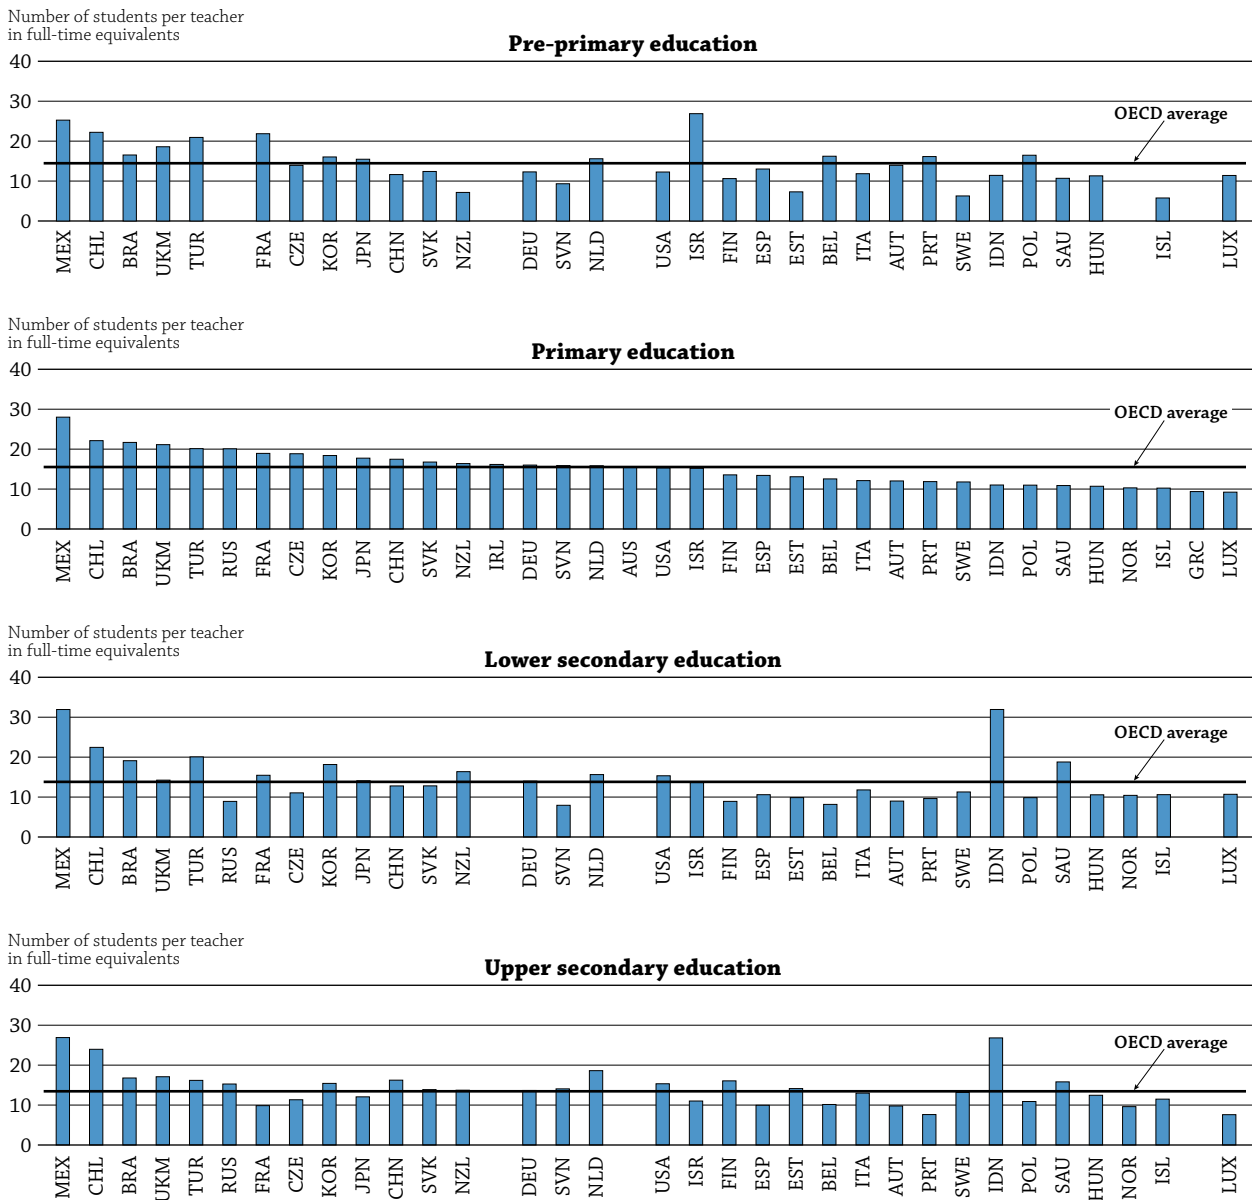 Number of students per teacher
in full-time equivalents
Pre-primary education
40
30
OECD average
20
10
0
MEX CHL BRA UKM TUR FRA CZE KOR JPN CHN SVK NZL DEU SVN NLD USA ISR FIN ESP EST BEL ITA AUT PRT SWE IDN POL SAU HUN ISL LUX
Number of students per teacher
in full-time equivalents
Primary education
40
30
OECD average
20
10
0
MEX CHL BRA UKM TUR RUS FRA CZE KOR JPN CHN SVK NZL IRL DEU SVN NLD AUS USA ISR FIN ESP EST BEL ITA AUT PRT SWE IDN POL SAU HUN NOR ISL GRC LUX
Number of students per teacher
in full-time equivalents
Lower secondary education
40
30
OECD average
20
10
0
MEX CHL BRA UKM TUR RUS FRA CZE KOR JPN CHN SVK NZL DEU SVN NLD USA ISR FIN ESP EST BEL ITA AUT PRT SWE IDN POL SAU HUN NOR ISL LUX
Number of students per teacher
in full-time equivalents
Upper secondary education
40
30
OECD average
20
10
0
MEX CHL BRA UKM TUR RUS FRA CZE KOR JPN CHN SVK NZL DEU SVN NLD USA ISR FIN ESP EST BEL ITA AUT PRT SWE IDN POL SAU HUN NOR ISL LUX